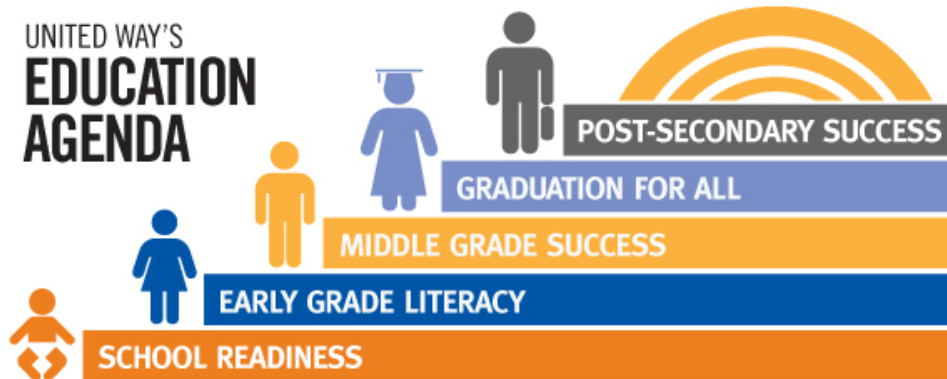 UNITED WAY'S
EDUCATION
AGENDA
POST-SECONDARY SUCCESS
GRADUATION FOR ALL
MIDDLE GRADE SUCCESS
EARLY GRADE LITERACY
SCHOOL READINESS